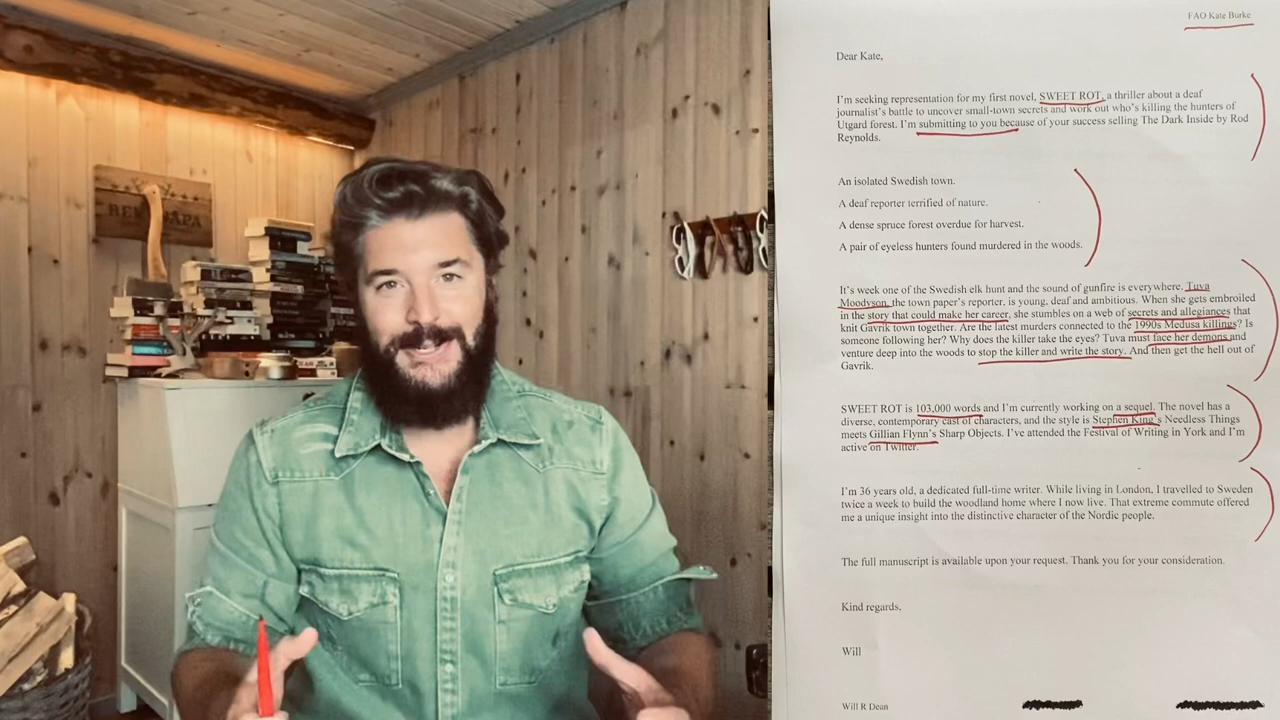 FAO Kate Burke
Dear Kate,
I'm seeking representation for my first novel, SWEET ROT, a thriller about a deaf
journalist's battle to uncover small-town secrets and work out who's killing the hunters of
Utgard forest. I'm submitting to you because of your success selling The Dark Inside by Rod
Reynolds.
An isolated Swedish town.
A deaf reporter terrified of nature.
A dense spruce forest overdue for harvest.
A pair of eyeless hunters found murdered in the woods.
It's week one of the Swedish elk hunt and the sound of gunfire is everywhere. Tuva
Moodyson, the town paper's reporter, is young, deaf and ambitious. When she gets embroiled
in the story that could make her career, she stumbles on a web of secrets and allegiances that
knit Gavrik town together. Are the latest murders connected to the 1990s Medusa killings? Is
someone following her? Why does the killer take the eyes? Tuva must face her demons and
venture deep into the woods to stop the killer and write the story. And then get the hell out of
Gavrik.
SWEET ROT is 103,000 words and I'm currently working on a sequel. The novel has a
diverse, contemporary cast of characters, and the style is Stephen King's Needless Things
meets Gillian Flynn's Sharp Objects. I've attended the Festival of Writing in York and I'm
active on Twitter.
I'm 36 years old, a dedicated full-time writer. While living in London, I travelled to Sweden
twice a week to build the woodland home where I now live. That extreme commute offered
me a unique insight into the distinctive character of the Nordic people.
The full manuscript is available upon your request. Thank you for your consideration.
Kind regards,
Will
Will R Dean